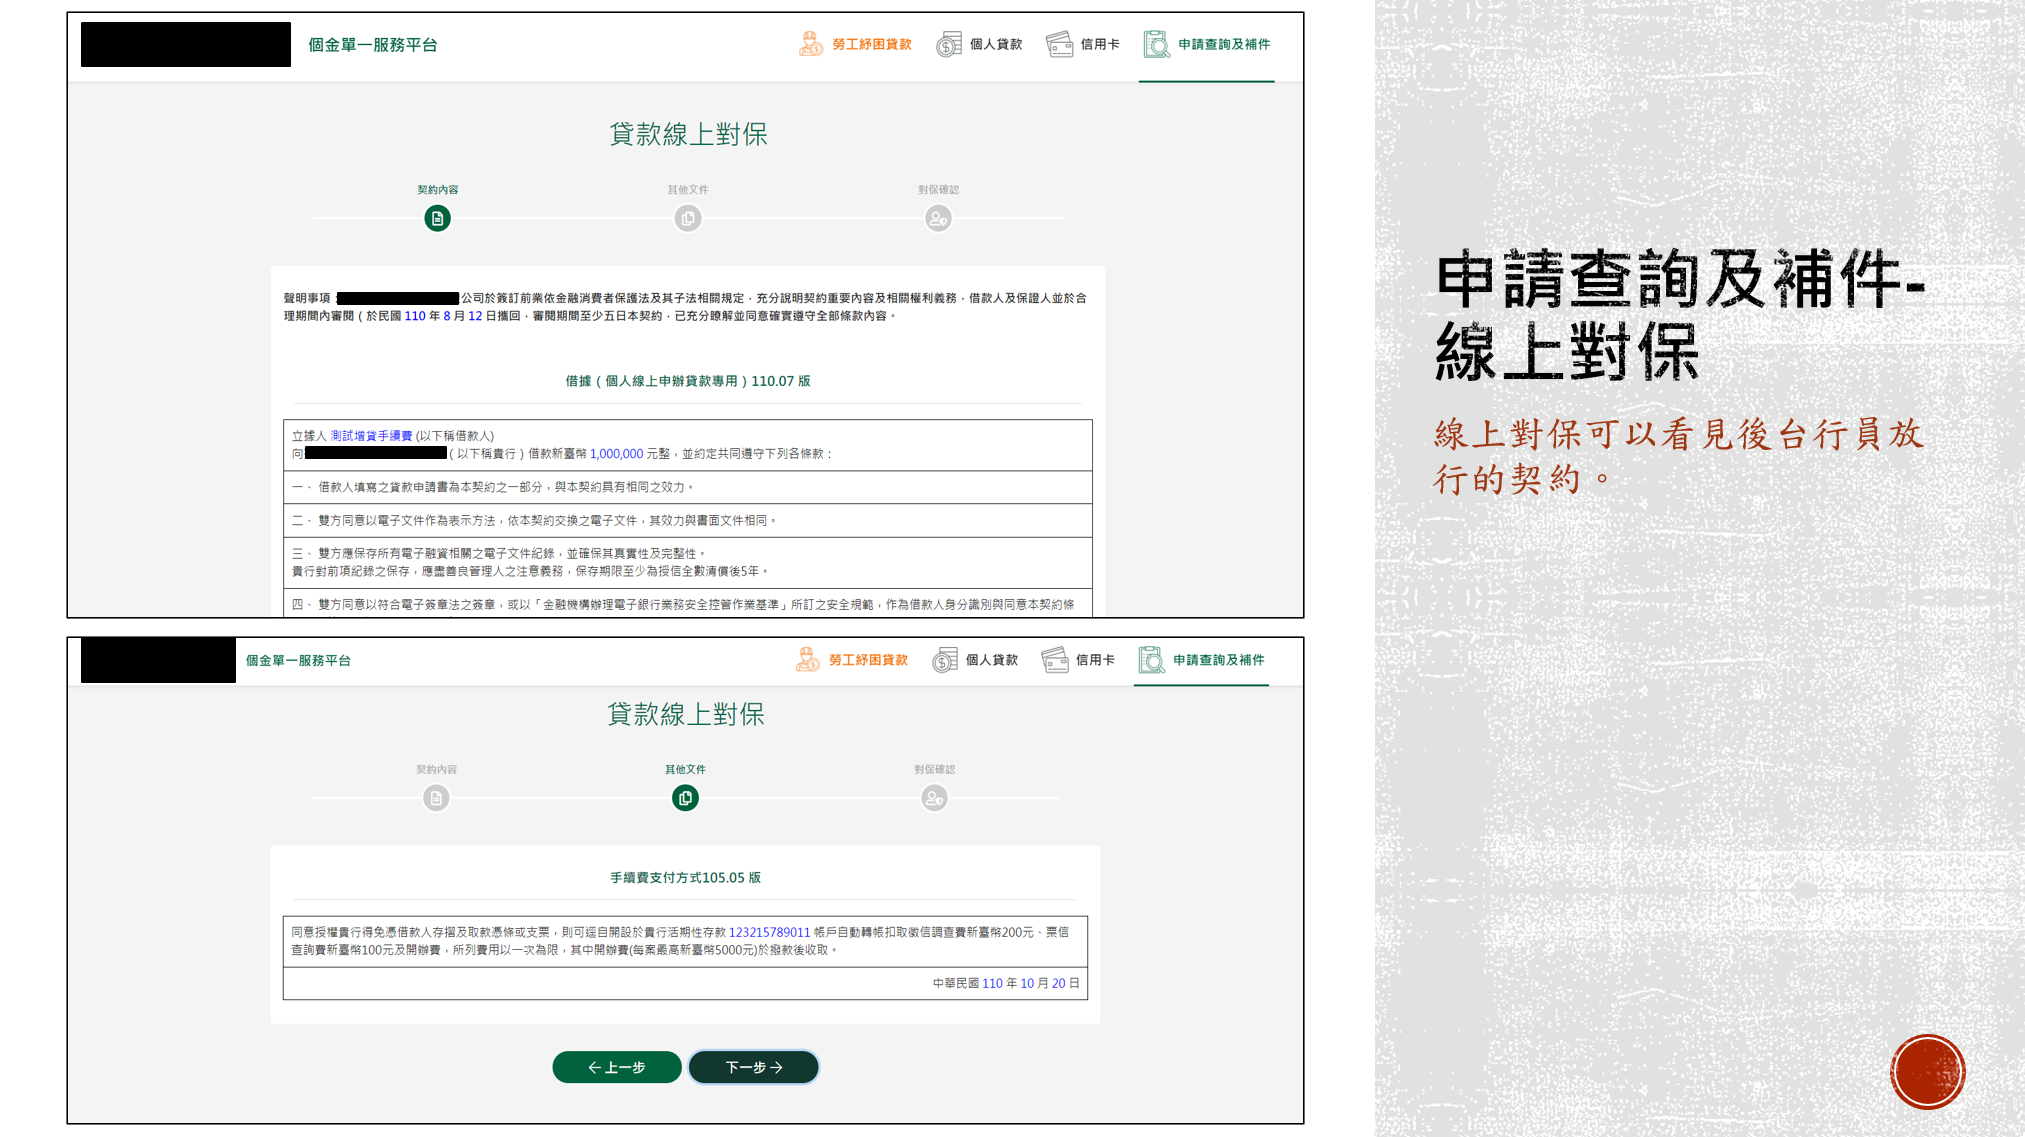 個金單一服務平台
勞工紓困貸款
個人貸款
信用卡
申請查詢及補件
貸款線上對保
契約內容
其他文件
對保確認
聲明事項：公司於簽訂前業依金融消費者保護法及其子法相關規定，充分說明契約重要內容及相關權利義務，借款人及保證人並於合
理期間內審閱（於民國 110 年 8 月 12 日攜回，審閱期間至少五日本契約，已充分瞭解並同意確實遵守全部條款內容。
借據（個人線上申辦貸款專用）110.07 版
立據人 測試增貸手續費 (以下稱借款人)
向（以下稱貴行）借款新臺幣 1,000,000 元整，並約定共同遵守下列各條款：
一、 借款人填寫之貸款申請書為本契約之一部分，與本契約具有相同之效力。
二、 雙方同意以電子文件作為表示方法，依本契約交換之電子文件，其效力與書面文件相同。
三、 雙方應保存所有電子融資相關之電子文件紀錄，並確保其真實性及完整性。
貴行對前項紀錄之保存，應盡善良管理人之注意義務，保存期限至少為授信全數清償後5年。
四、 雙方同意以符合電子簽章法之簽章，或以「金融機構辦理電子銀行業務安全控管作業基準」所訂之安全規範，作為借款人身分識別與同意本契約條
個金單一服務平台
勞工紓困貸款
個人貸款
信用卡
申請查詢及補件
貸款線上對保
契約內容
其他文件
對保確認
手續費支付方式105.05 版
同意授權貴行得免憑借款人存摺及取款憑條或支票，則可逕自開設於貴行活期性存款 123215789011 帳戶自動轉帳扣取徵信調查費新臺幣200元、票信
查詢費新臺幣100元及開辦費，所列費用以一次為限，其中開辦費(每案最高新臺幣5000元)於撥款後收取。
中華民國 110 年 10 月 20 日
←上一步
下一步→
申請查詢及補件-
線上對保
線上對保可以看見後台行員放
行的契約。